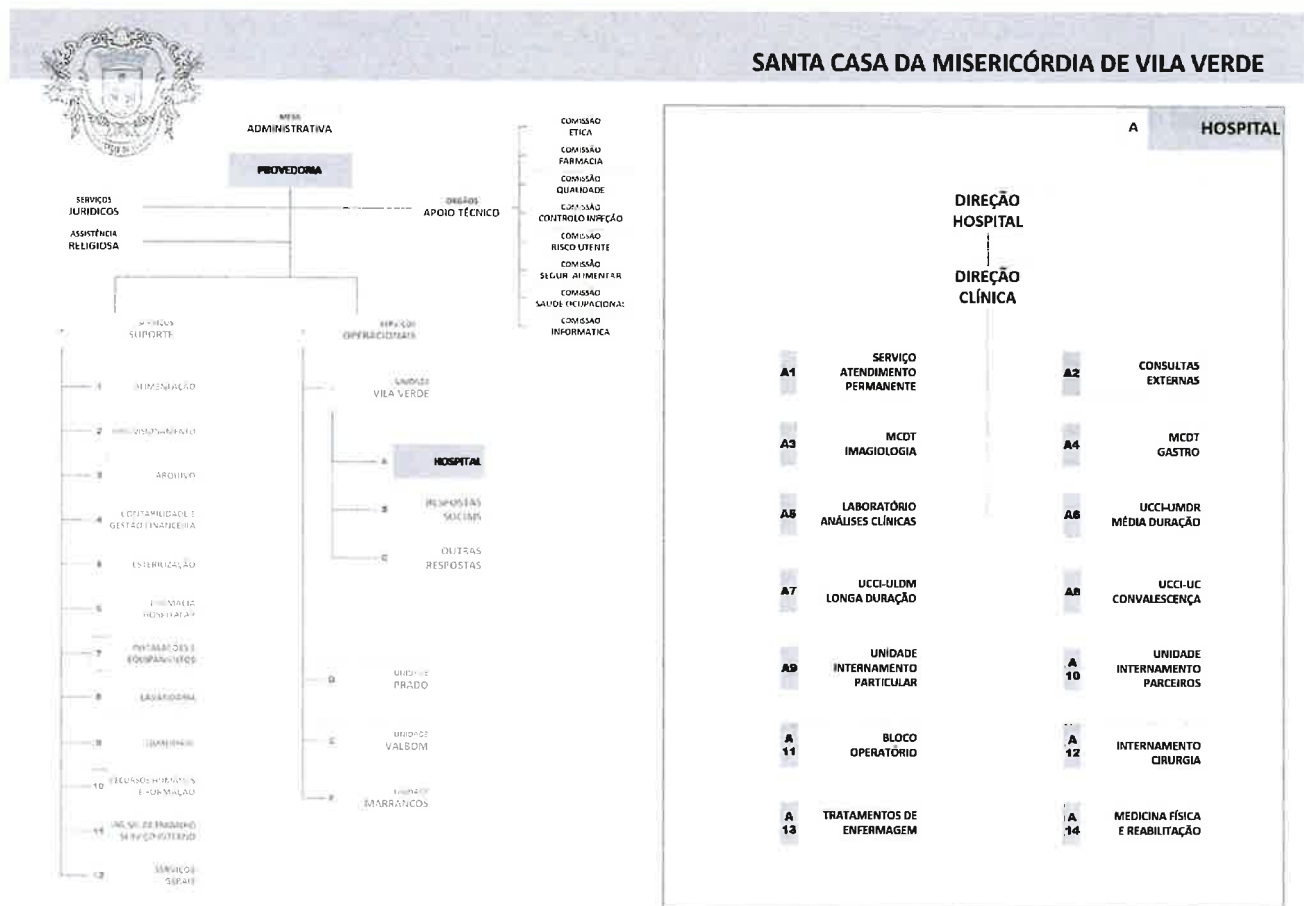 SANTA CASA DA MISERICÓRDIA DE VILA VERDE
MESA
ADMINISTRATIVA
PROVEDORIA
SERVIÇOS
JURIDICOS
ASSISTÊNCIA
RELIGIOSA
ORGÃOS
APOIO TÉCNICO
COMISSÃO
ETICA
COMISSÃO
FARMACIA
COMISSÃO
QUALIDADE
COMISSÃO
CONTROLO INFEÇÃO
COMISSÃO
RISCO UTENTE
COMISSÃO
SEGUR. ALIMENTAR
COMISSÃO
SAUDE OCUPACIONAL
COMISSÃO
INFORMATICA
SERVIÇOS
SUPORTE
1 ALIMENTAÇÃO
2 APROVISIONAMENTO
3 ARQUIVO
4 CONTABILIDADE E
GESTÃO FINANCEIRA
5 ESTERILIZAÇÃO
6 FARMACIA
HOSPITALAR
7 INSTALAÇÕES E
EQUIPAMENTOS
8 LAVANDARIA
9
10 RECURSOS HUMANOS
E FORMAÇÃO
11
SERVIÇO INTERNO
12 SERVIÇOS
GERAIS
SERVIÇOS
OPERACIONAIS
UNIDADE
VILA VERDE
A HOSPITAL
B RESPOSTAS
SOCIAIS
C OUTRAS
RESPOSTAS
D UNIDADE
PRADO
E UNIDADE
VALBOM
F UNIDADE
MARRANCOS
A HOSPITAL
DIREÇÃO
HOSPITAL
DIREÇÃO
CLÍNICA
A1 SERVIÇO
ATENDIMENTO
PERMANENTE
A2 CONSULTAS
EXTERNAS
A3 MCDT
IMAGIOLOGIA
A4 MCDT
GASTRO
A5 LABORATÓRIO
ANÁLISES CLÍNICAS
A6 UCCI-UMDR
MÉDIA DURAÇÃO
A7 UCCI-ULDM
LONGA DURAÇÃO
A8 UCCI-UC
CONVALESCENÇA
A9 UNIDADE
INTERNAMENTO
PARTICULAR
A 10 UNIDADE
INTERNAMENTO
PARCEIROS
A 11 BLOCO
OPERATÓRIO
A 12 INTERNAMENTO
CIRURGIA
A 13 TRATAMENTOS DE
ENFERMAGEM
A 14 MEDICINA FÍSICA
E REABILITAÇÃO